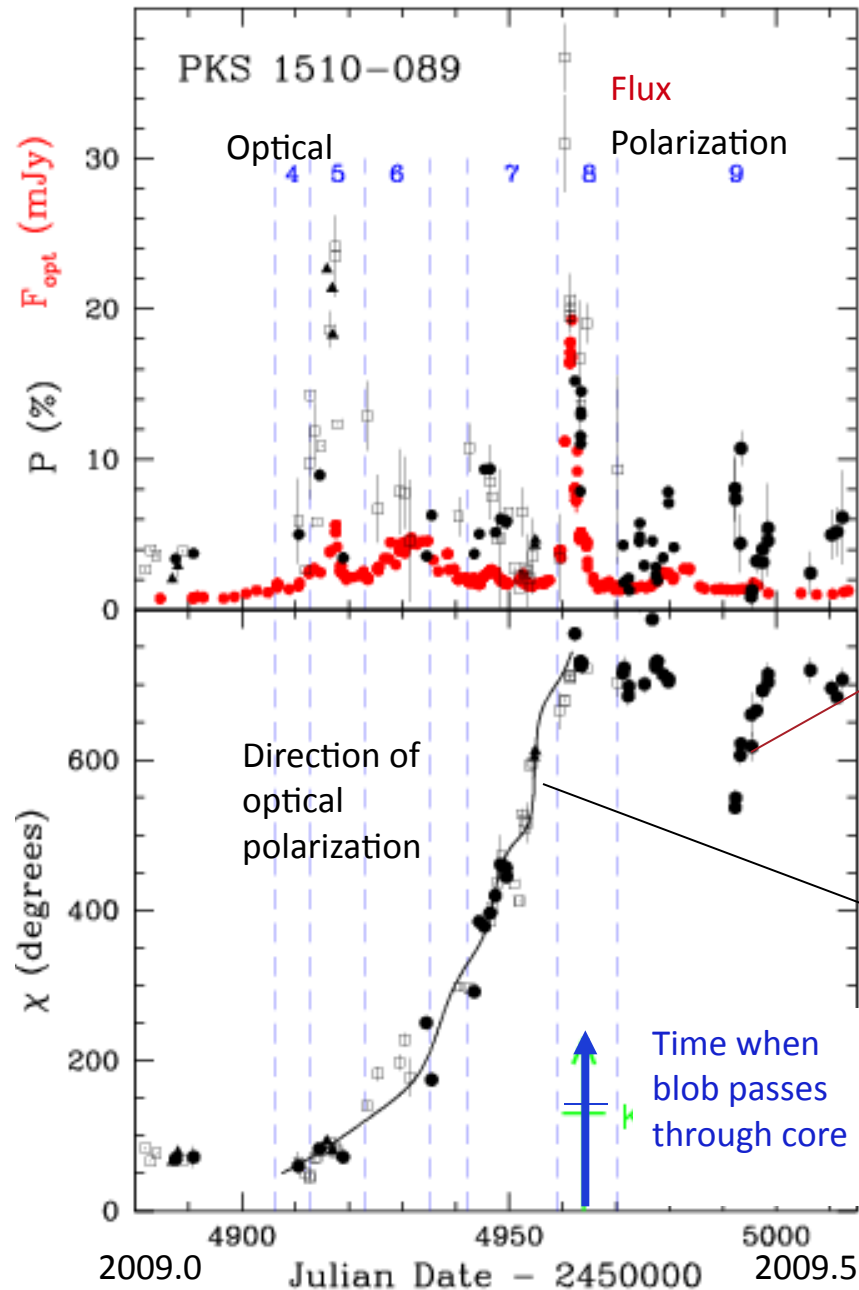 PKS 1510-089
Flux
Optical
Polarization
4 5 6 7 8 9
F_opt (mJy)
P (%)
30
20
10
0
Direction of
optical
polarization
χ (degrees)
600
400
200
0
Time when
blob passes
through core
4900 4950 5000
2009.0 Julian Date - 2450000 2009.5